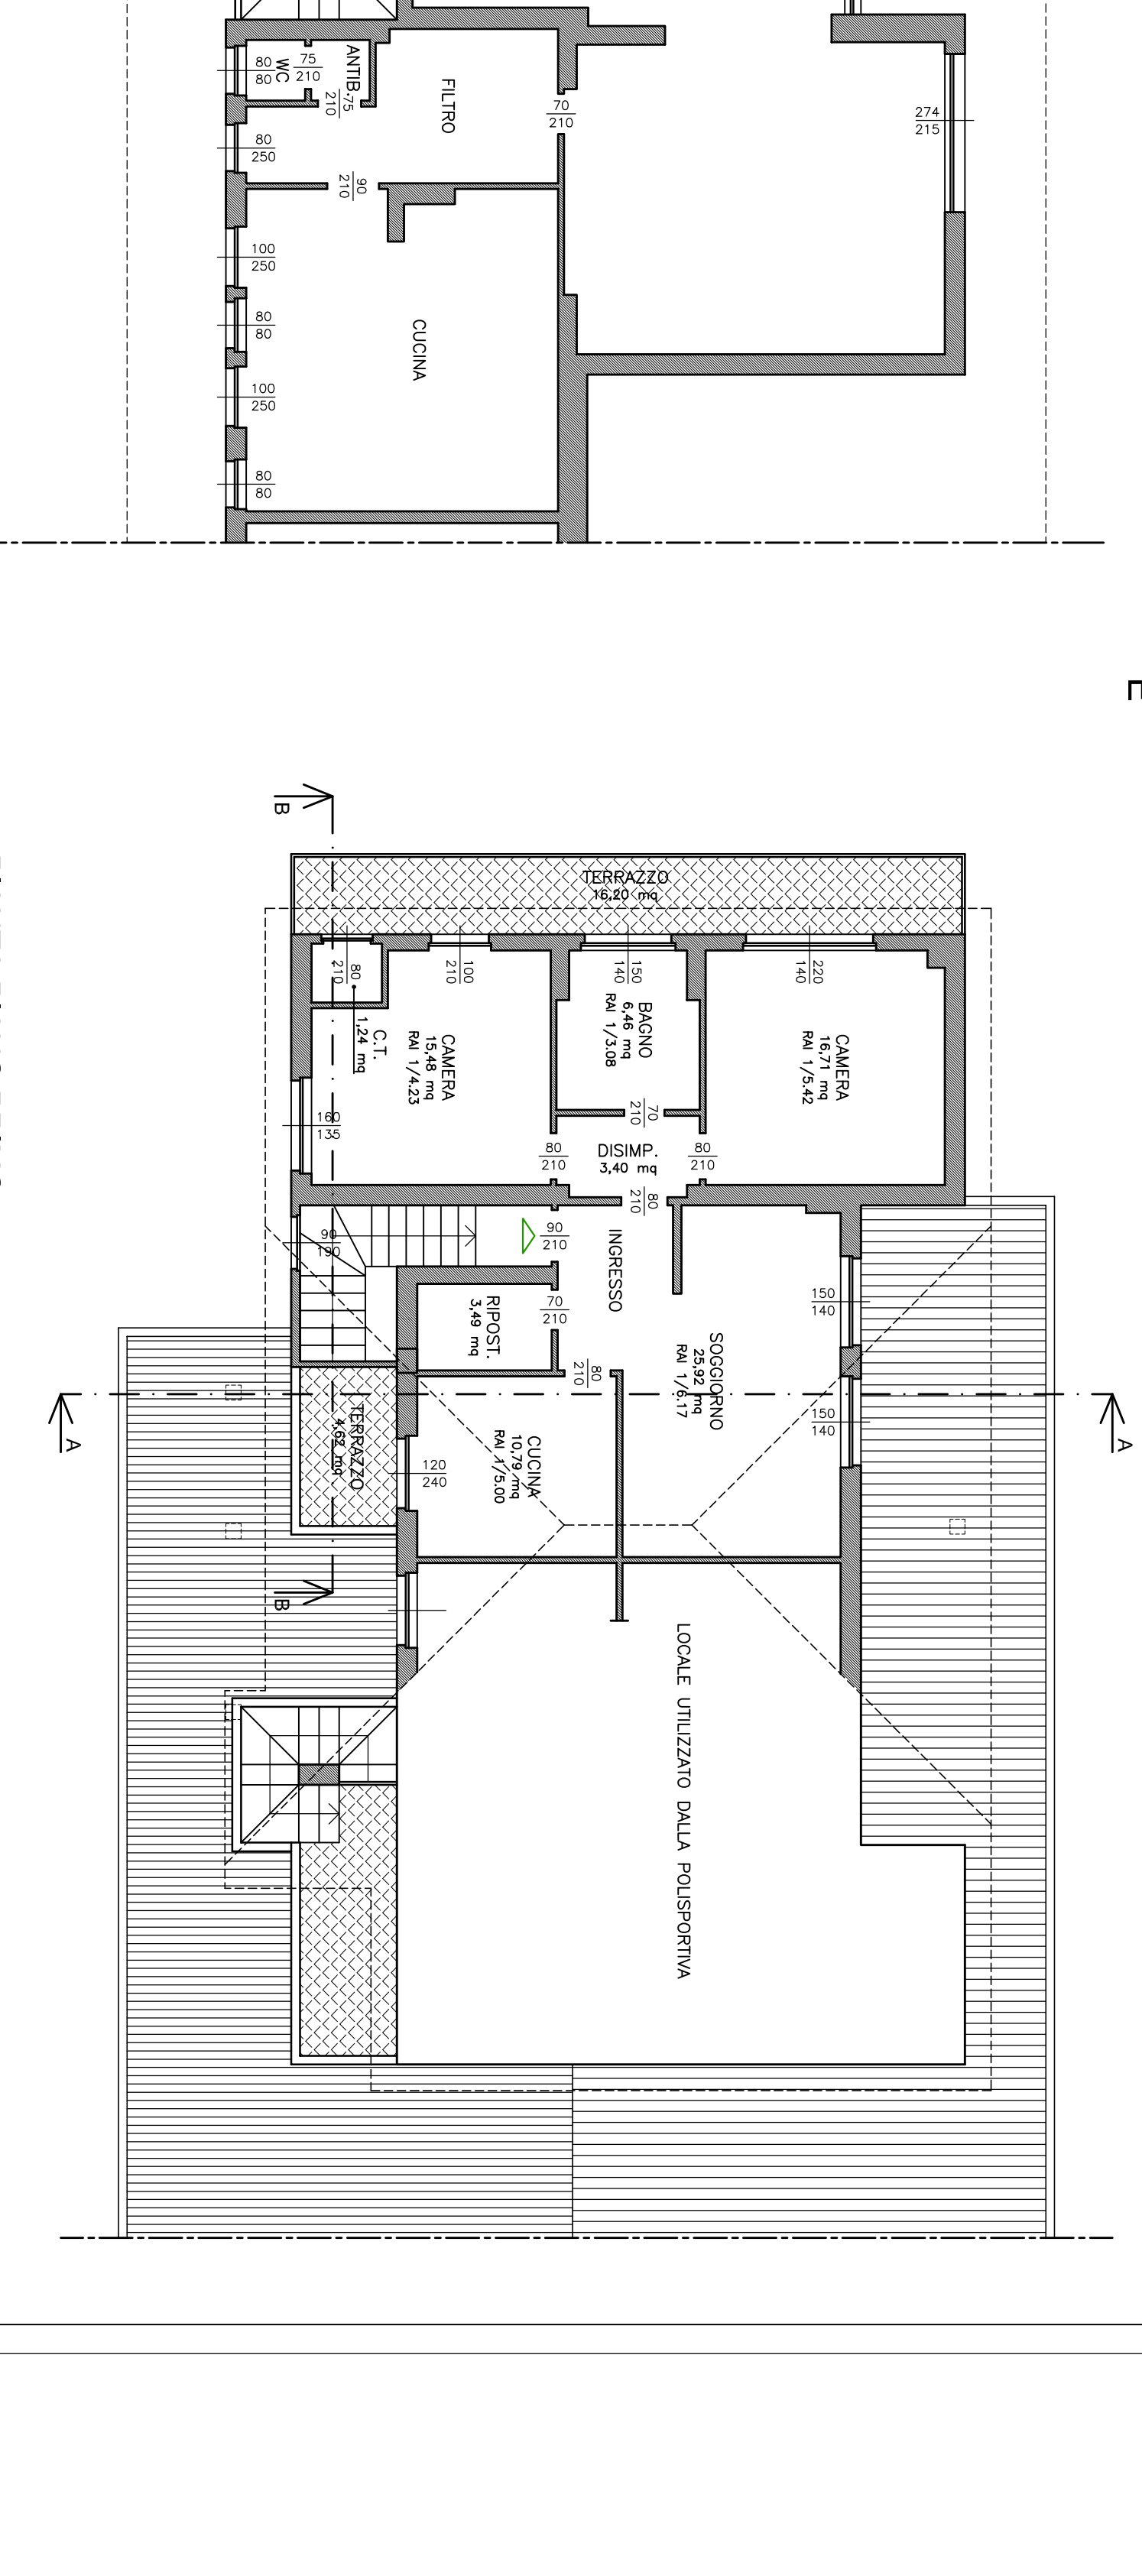 WC
80
80
75
210
ANTIB.
75
210
FILTRO
70
210
274
215
80
250
90
210
100
250
80
80
CUCINA
100
250
80
80
B
TERRAZZO
16,20 mq
80
210
100
210
150
140
220
140
C.T.
1,24 mq
CAMERA
15,48 mq
RAI 1/4.23
BAGNO
6,46 mq
RAI 1/3.08
CAMERA
16,71 mq
RAI 1/5.42
160
135
70
210
80
210
DISIMP.
3,40 mq
80
210
80
210
90
190
90
210
INGRESSO
RIPOST.
3,49 mq
70
210
150
140
SOGGIORNO
25,92 mq
RAI 1/6.17
80
210
A
A
150
140
TERRAZZO
4,62 mq
120
240
CUCINA
10,79 mq
RAI 1/5.00
B
LOCALE UTILIZZATO DALLA POLISPORTIVA